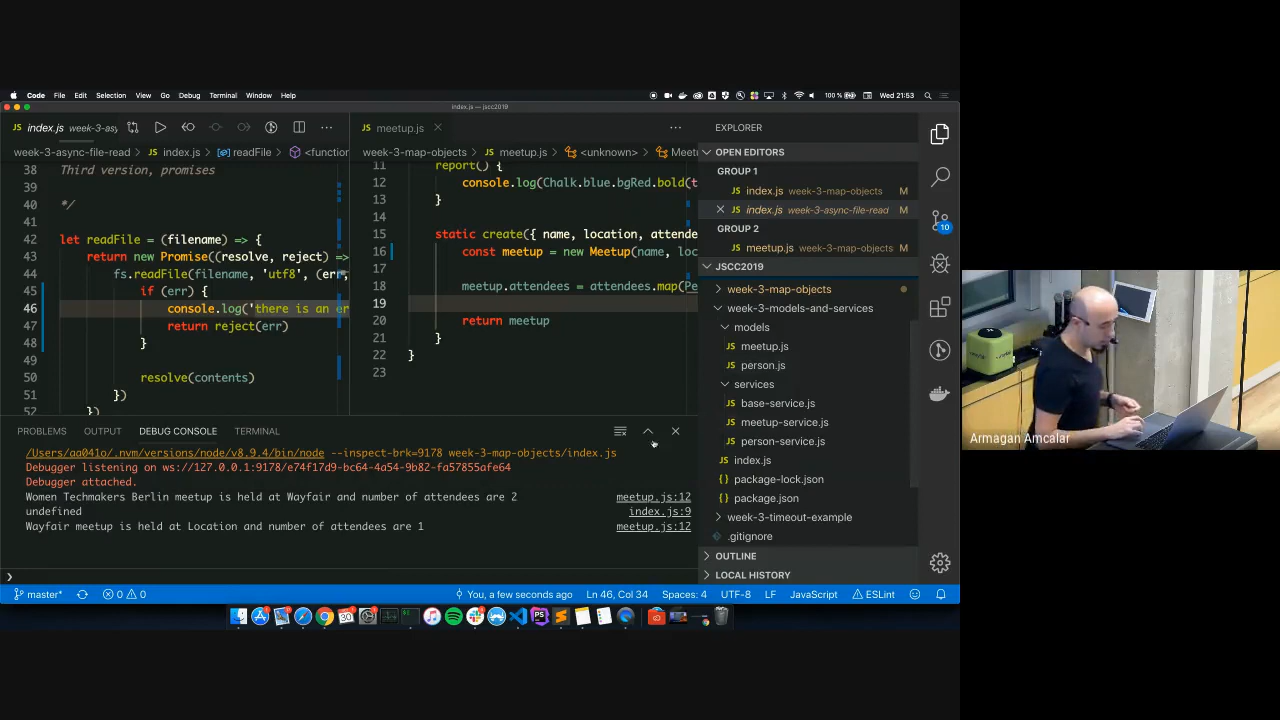 Code File Edit Selection View Go Debug Terminal Window Help
100 % Wed 21:53
index.js — jscc2019
index.js week-3-asy
meetup.js
week-3-async-file-read index.js readFile <function
38 Third version, promises
39
40 */
41
42 let readFile = (filename) => {
43 return new Promise((resolve, reject) =>
44 fs.readFile(filename, 'utf8', (err,
45 if (err) {
46 console.log('there is an er
47 return reject(err)
48 }
49
50 resolve(contents)
51 })
52 })
week-3-map-objects meetup.js <unknown> Meetu
11 report() {
12 console.log(Chalk.blue.bgRed.bold(t
13 }
14
15 static create({ name, location, attende
16 const meetup = new Meetup(name, loc
17
18 meetup.attendees = attendees.map(Pe
19
20 return meetup
21 }
22 }
23
EXPLORER
OPEN EDITORS
GROUP 1
JS index.js week-3-map-objects M
JS index.js week-3-async-file-read M
GROUP 2
JS meetup.js week-3-map-objects M
JSCC2019
week-3-map-objects
week-3-models-and-services
models
JS meetup.js
JS person.js
services
JS base-service.js
JS meetup-service.js
JS person-service.js
JS index.js
{} package-lock.json
{} package.json
week-3-timeout-example
.gitignore
OUTLINE
LOCAL HISTORY
10
PROBLEMS OUTPUT DEBUG CONSOLE TERMINAL
/Users/aa041o/.nvm/versions/node/v8.9.4/bin/node --inspect-brk=9178 week-3-map-objects/index.js
Debugger listening on ws://127.0.0.1:9178/e74f17d9-bc64-4a54-9b82-fa57855afe64
Debugger attached.
Women Techmakers Berlin meetup is held at Wayfair and number of attendees are 2 meetup.js:12
undefined index.js:9
Wayfair meetup is held at Location and number of attendees are 1 meetup.js:12
master* 0 0 You, a few seconds ago Ln 46, Col 34 Spaces: 4 UTF-8 LF JavaScript ESLint
Armagan Amcalar